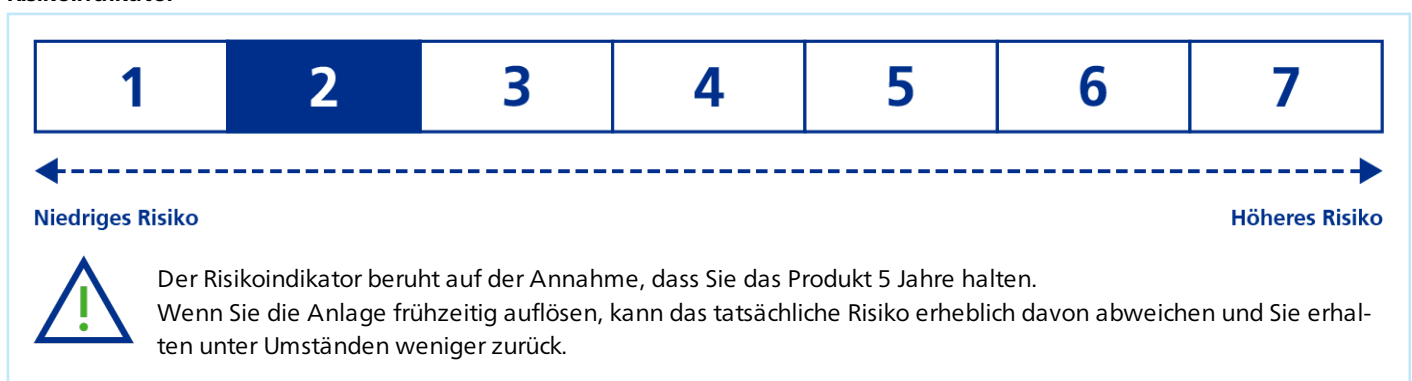 1 2 3 4 5 6 7
Niedriges Risiko Höheres Risiko
Der Risikoindikator beruht auf der Annahme, dass Sie das Produkt 5 Jahre halten.
Wenn Sie die Anlage frühzeitig auflösen, kann das tatsächliche Risiko erheblich davon abweichen und Sie erhal-
ten unter Umständen weniger zurück.